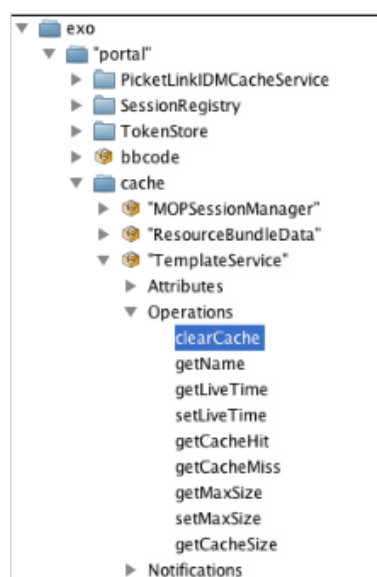 exo
"portal"
PicketLinkIDMCacheService
SessionRegistry
TokenStore
bbcode
cache
"MOPSessionManager"
"ResourceBundleData"
"TemplateService"
Attributes
Operations
clearCache
getName
getLiveTime
setLiveTime
getCacheHit
getCacheMiss
getMaxSize
setMaxSize
getCacheSize
Notifications